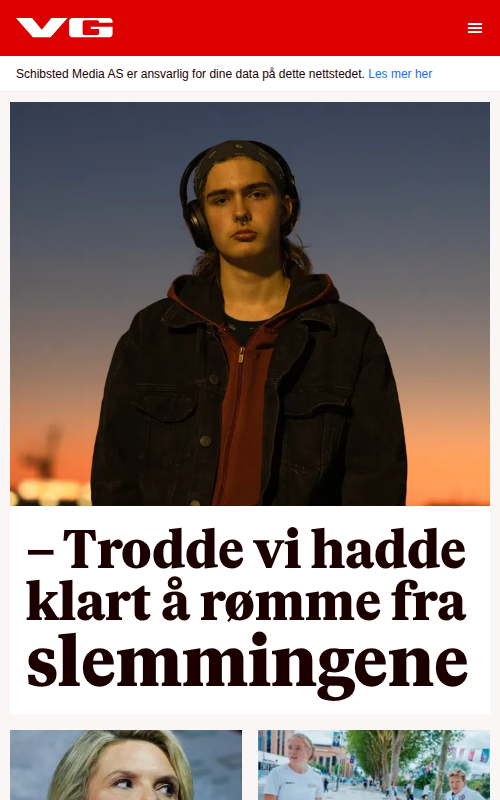 VG
Schibsted Media AS er ansvarlig for dine data på dette nettstedet. Les mer her
– Trodde vi hadde
klart å rømme fra
slemmingene